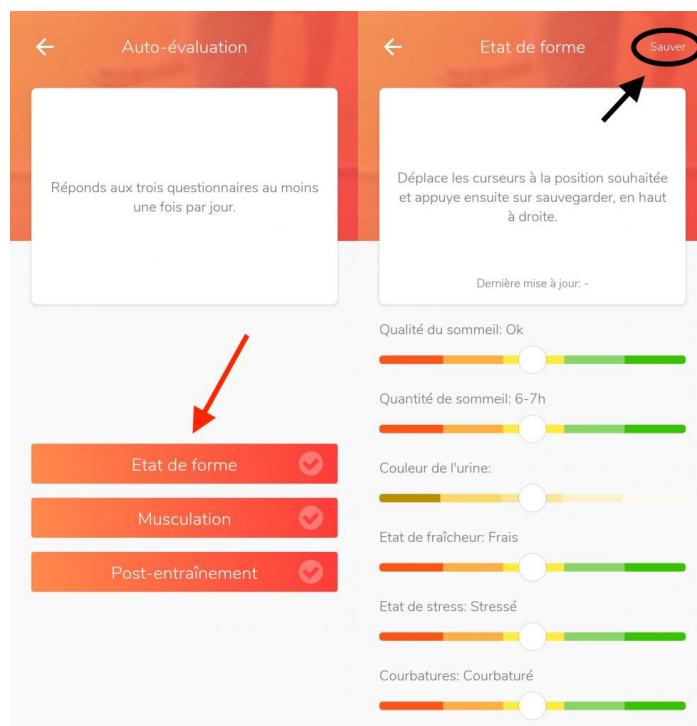 Auto-évaluation
Réponds aux trois questionnaires au moins
une fois par jour.
Etat de forme
Musculation
Post-entraînement
Etat de forme
Sauver
Déplace les curseurs à la position souhaitée
et appuye ensuite sur sauvegarder, en haut
à droite.
Dernière mise à jour: -
Qualité du sommeil: Ok
Quantité de sommeil: 6-7h
Couleur de l'urine:
Etat de fraîcheur: Frais
Etat de stress: Stressé
Courbatures: Courbaturé